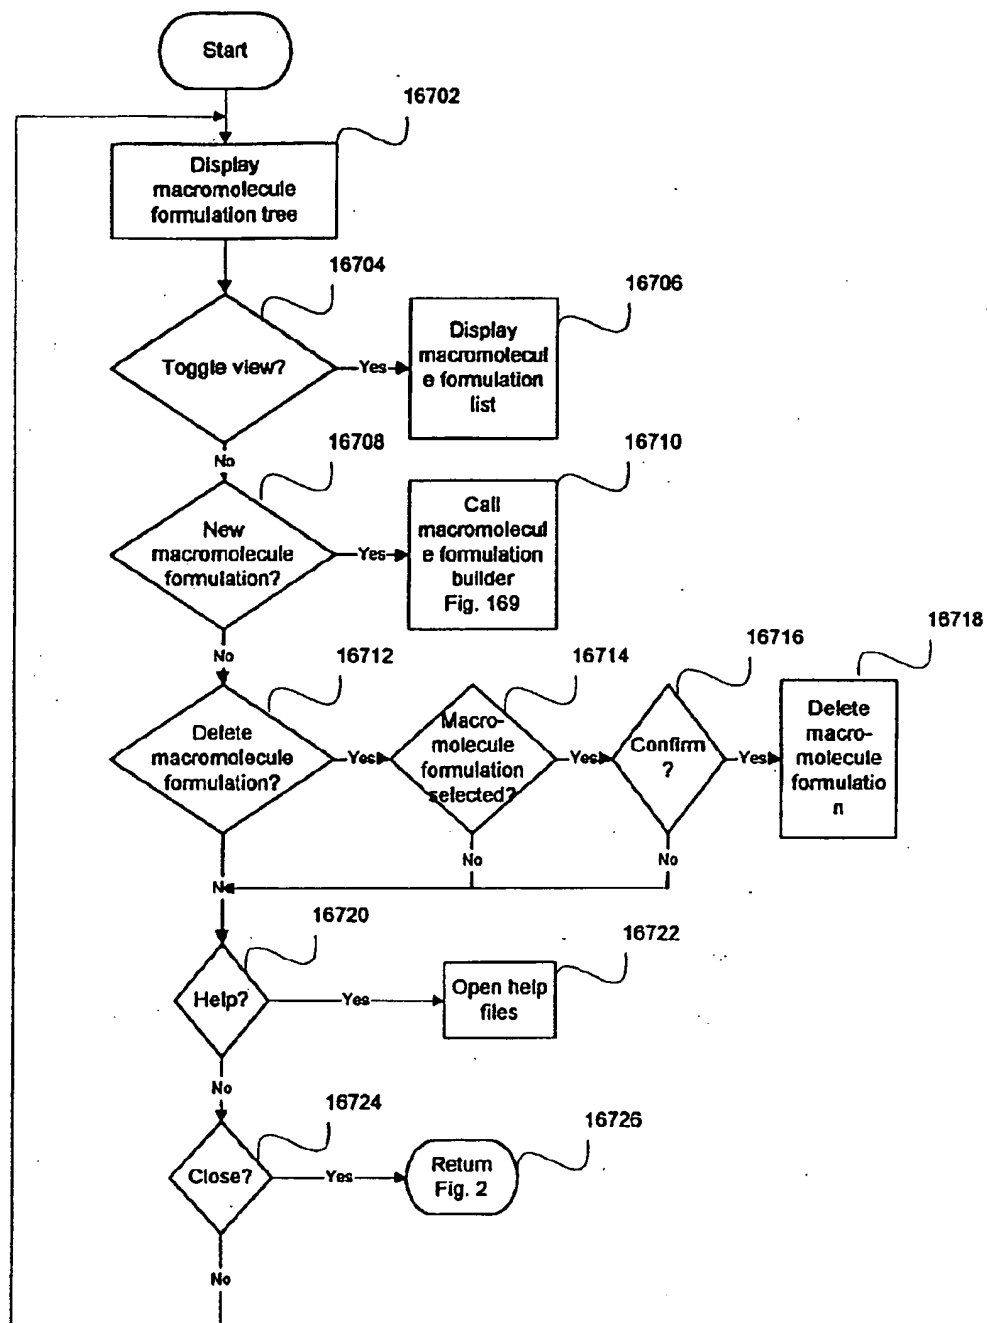 Start
16702
Display
macromolecule
formulation tree
16704
16706
Toggle view?
Yes
Display
macromolecul
e formulation
list
No
16708
16710
New
macromolecule
formulation?
Yes
Call
macromolecul
e formulation
builder
Fig. 169
No
16712
16714
16716
16718
Delete
macromolecule
formulation?
Yes
Macro-
molecule
formulation
selected?
Yes
Confirm
?
Yes
Delete
macro-
molecule
formulatio
n
No
No
N
16720
16722
Help?
Yes
Open help
files
No
16724
16726
Close?
Yes
Return
Fig. 2
No